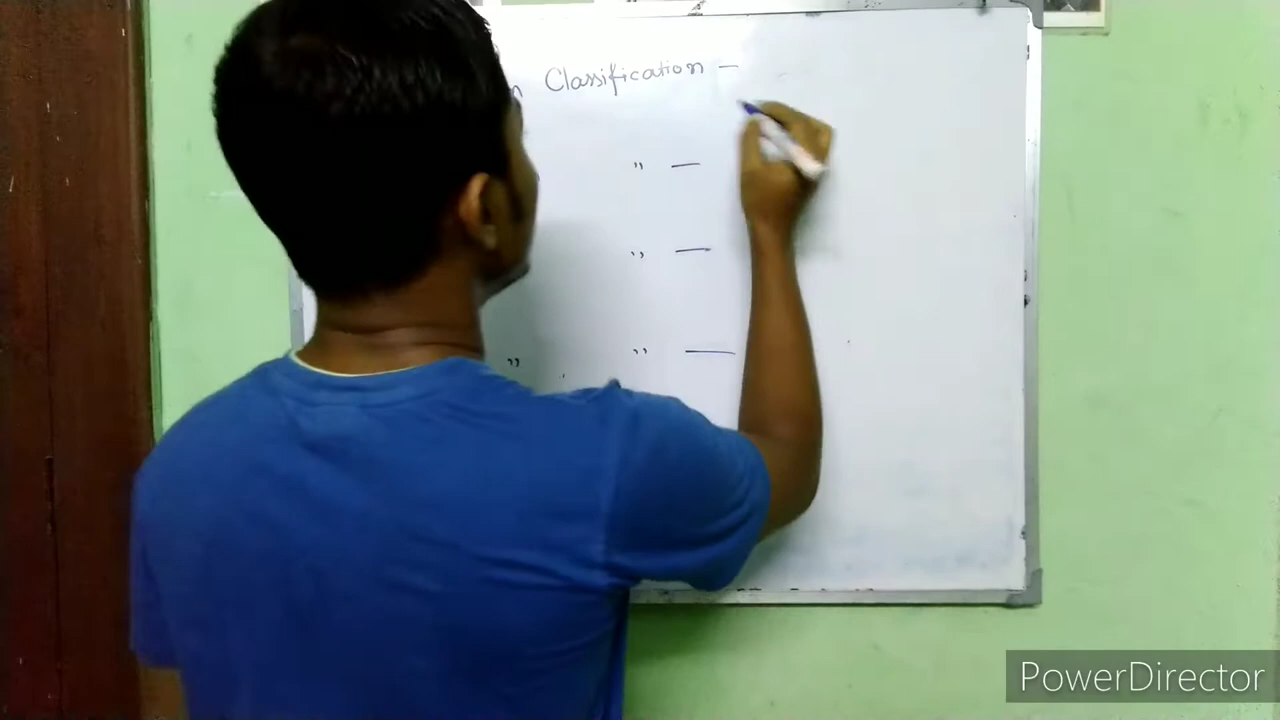 n Classification —
" —
" —
" " —
PowerDirector